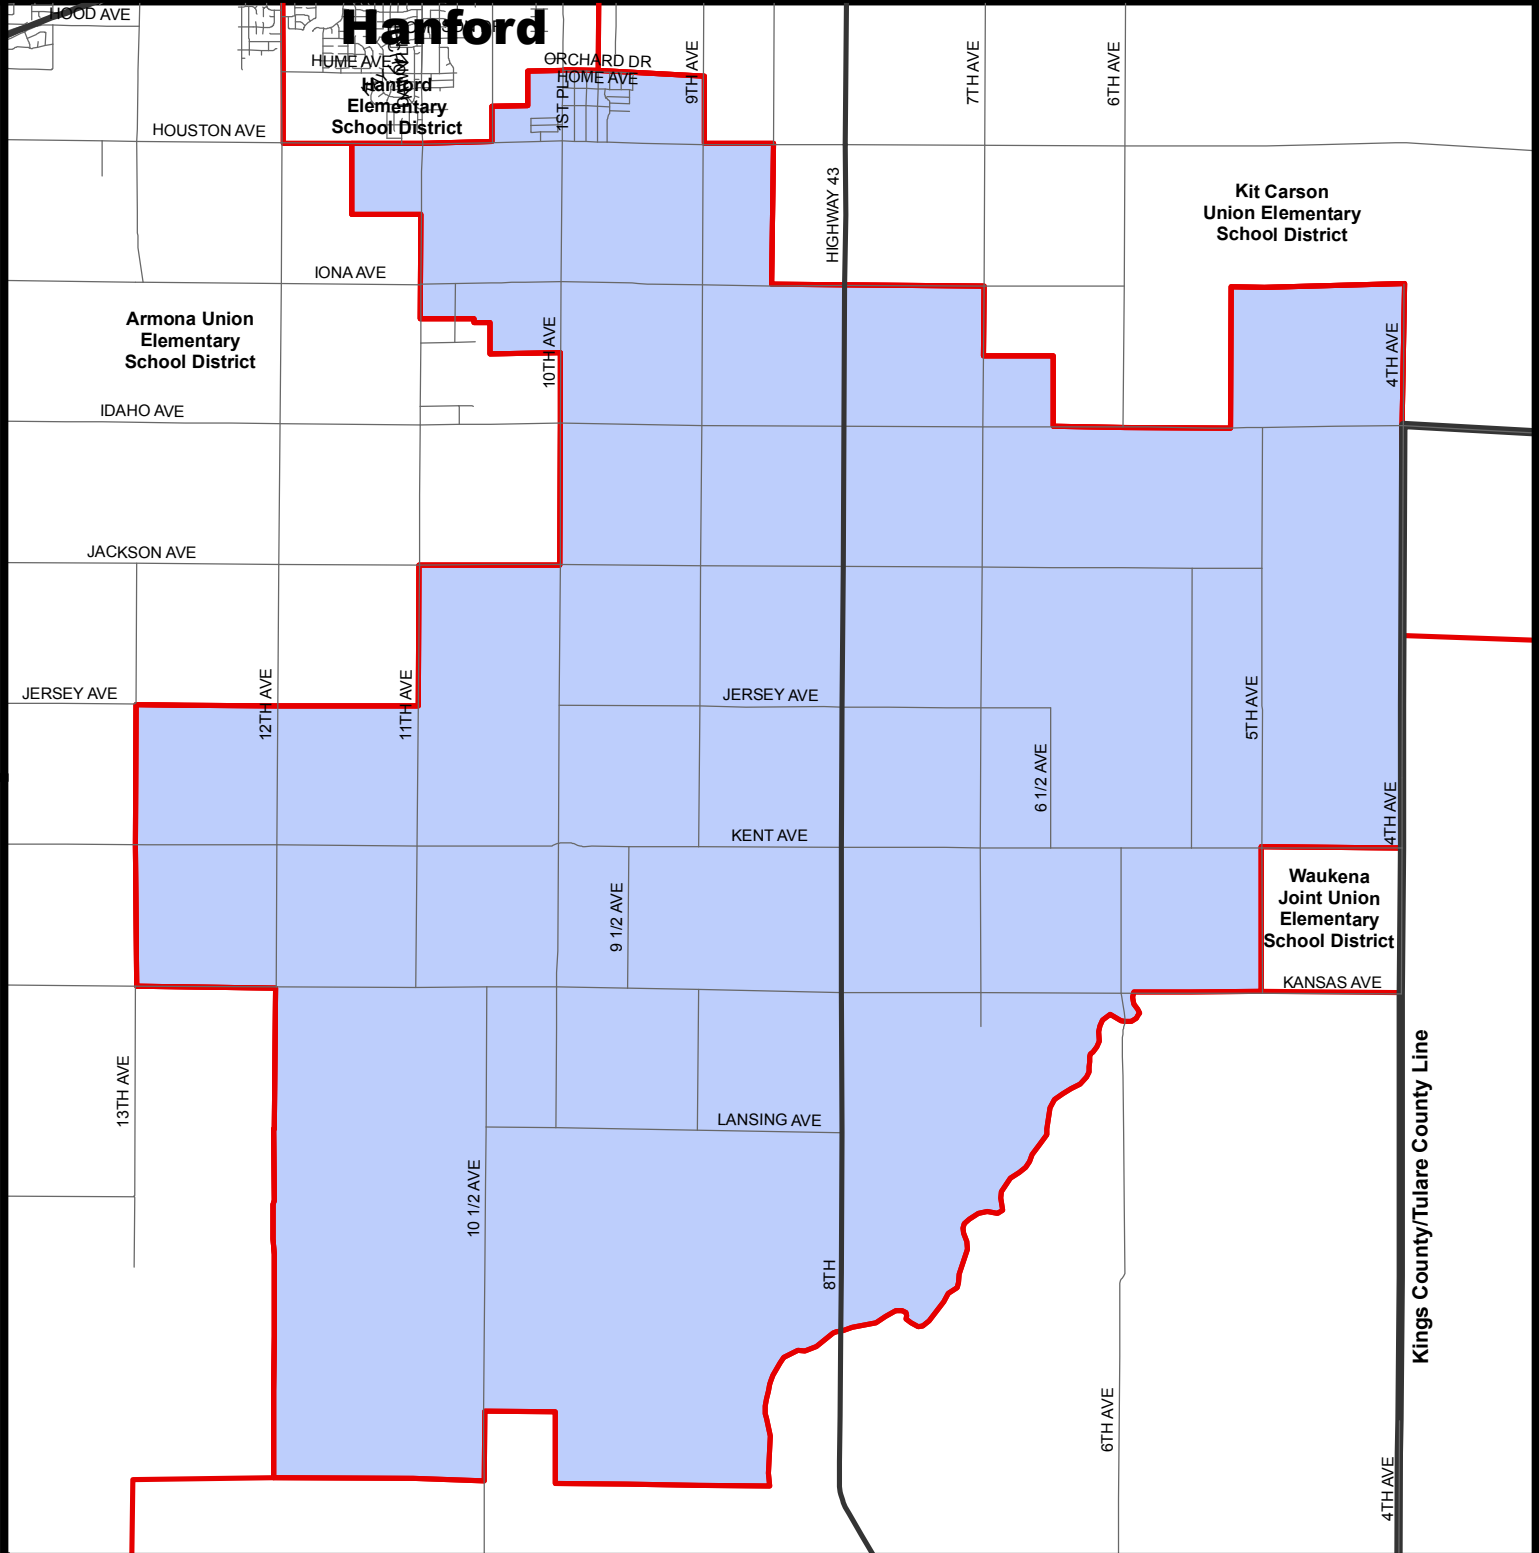 HOOD AVE
Hanford
HUME AVE
ORCHARD DR
HOME AVE
9TH AVE
7TH AVE
6TH AVE
Hanford
Elementary
School District
1ST PL
HOUSTON AVE
HIGHWAY 43
Kit Carson
Union Elementary
School District
IONA AVE
Armona Union
Elementary
School District
10TH AVE
4TH AVE
IDAHO AVE
JACKSON AVE
JERSEY AVE
12TH AVE
11TH AVE
JERSEY AVE
5TH AVE
6 1/2 AVE
4TH AVE
KENT AVE
Waukena
Joint Union
Elementary
School District
9 1/2 AVE
KANSAS AVE
13TH AVE
LANSING AVE
10 1/2 AVE
8TH
Kings County/Tulare County Line
6TH AVE
4TH AVE